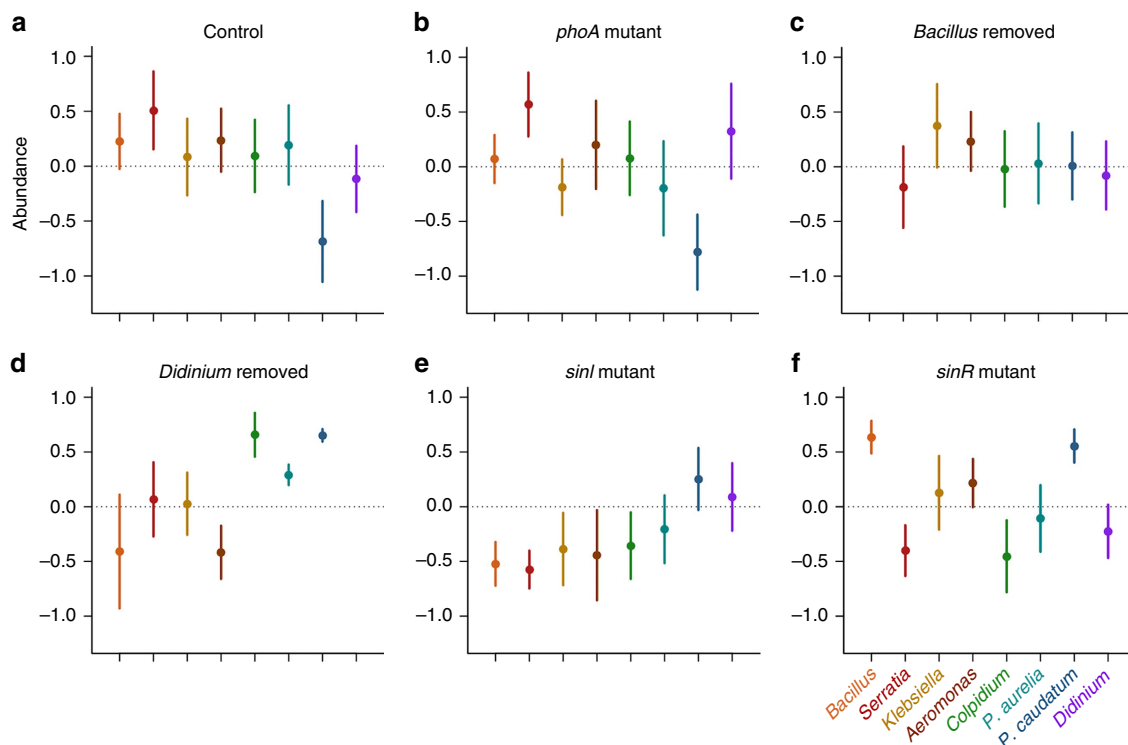 a
Control
b
phoA mutant
c
Bacillus removed
Abundance
1.0
0.5
0.0
−0.5
−1.0
1.0
0.5
0.0
−0.5
−1.0
1.0
0.5
0.0
−0.5
−1.0
d
Didinium removed
e
sinI mutant
f
sinR mutant
1.0
0.5
0.0
−0.5
−1.0
1.0
0.5
0.0
−0.5
−1.0
1.0
0.5
0.0
−0.5
−1.0
Bacillus
Serratia
Klebsiella
Aeromonas
Colpidium
P. aurelia
P. caudatum
Didinium